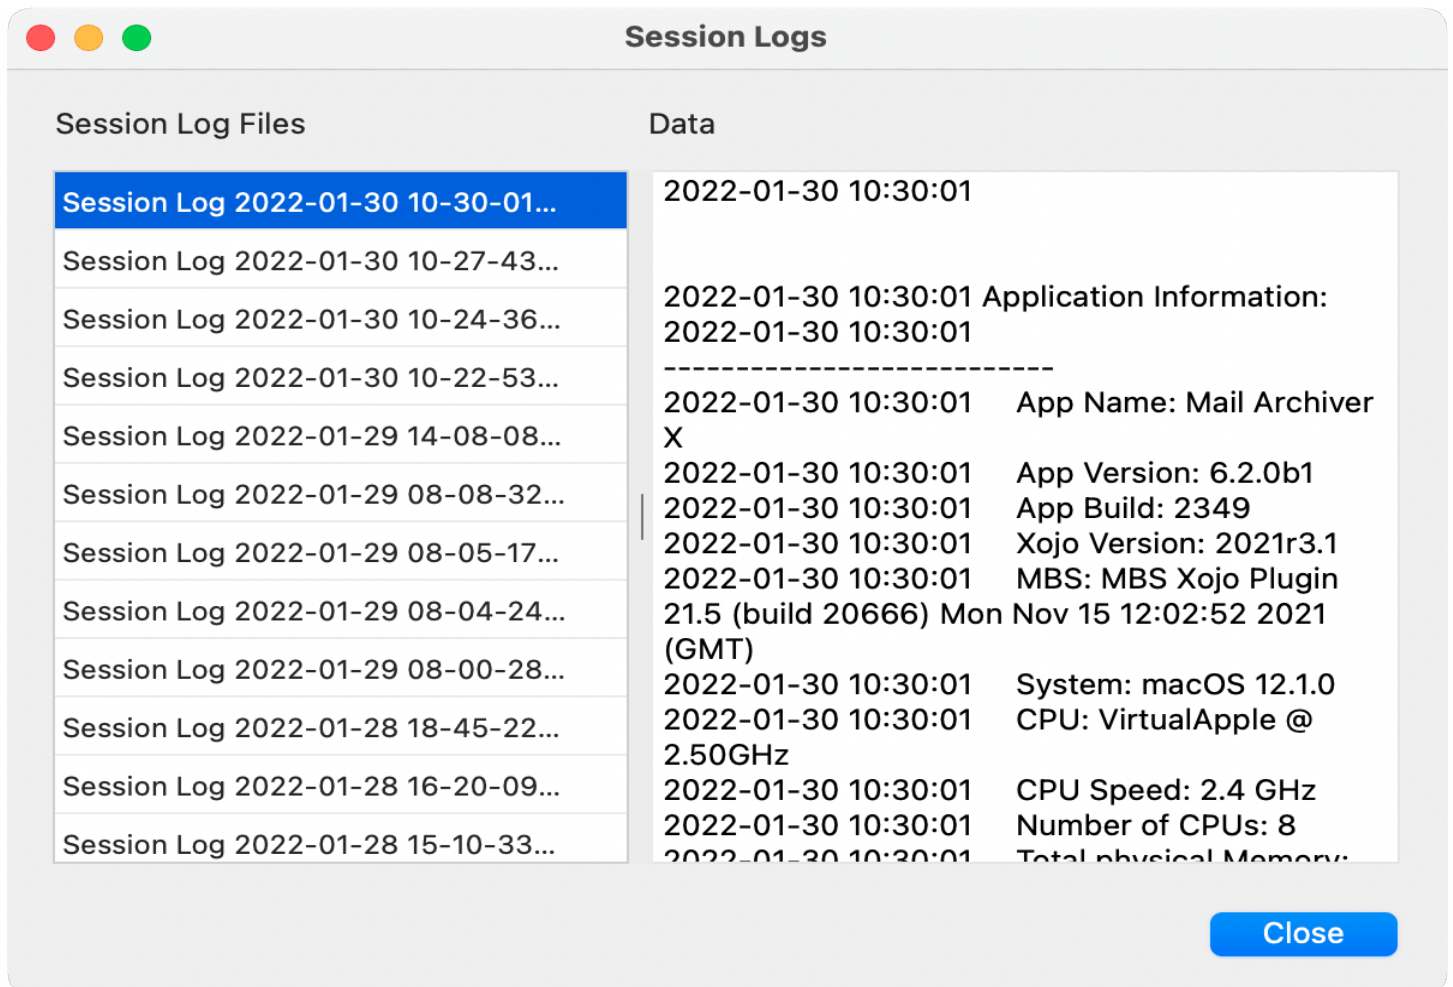 Session Logs
Session Log Files
Session Log 2022-01-30 10-30-01...
Session Log 2022-01-30 10-27-43...
Session Log 2022-01-30 10-24-36...
Session Log 2022-01-30 10-22-53...
Session Log 2022-01-29 14-08-08...
Session Log 2022-01-29 08-08-32...
Session Log 2022-01-29 08-05-17...
Session Log 2022-01-29 08-04-24...
Session Log 2022-01-29 08-00-28...
Session Log 2022-01-28 18-45-22...
Session Log 2022-01-28 16-20-09...
Session Log 2022-01-28 15-10-33...
Data
2022-01-30 10:30:01
2022-01-30 10:30:01 Application Information:
2022-01-30 10:30:01
---------------------------
2022-01-30 10:30:01 App Name: Mail Archiver
X
2022-01-30 10:30:01 App Version: 6.2.0b1
2022-01-30 10:30:01 App Build: 2349
2022-01-30 10:30:01 Xojo Version: 2021r3.1
2022-01-30 10:30:01 MBS: MBS Xojo Plugin
21.5 (build 20666) Mon Nov 15 12:02:52 2021
(GMT)
2022-01-30 10:30:01 System: macOS 12.1.0
2022-01-30 10:30:01 CPU: VirtualApple @
2.50GHz
2022-01-30 10:30:01 CPU Speed: 2.4 GHz
2022-01-30 10:30:01 Number of CPUs: 8
2022-01-30 10:30:01 Total physical Memory:
Close